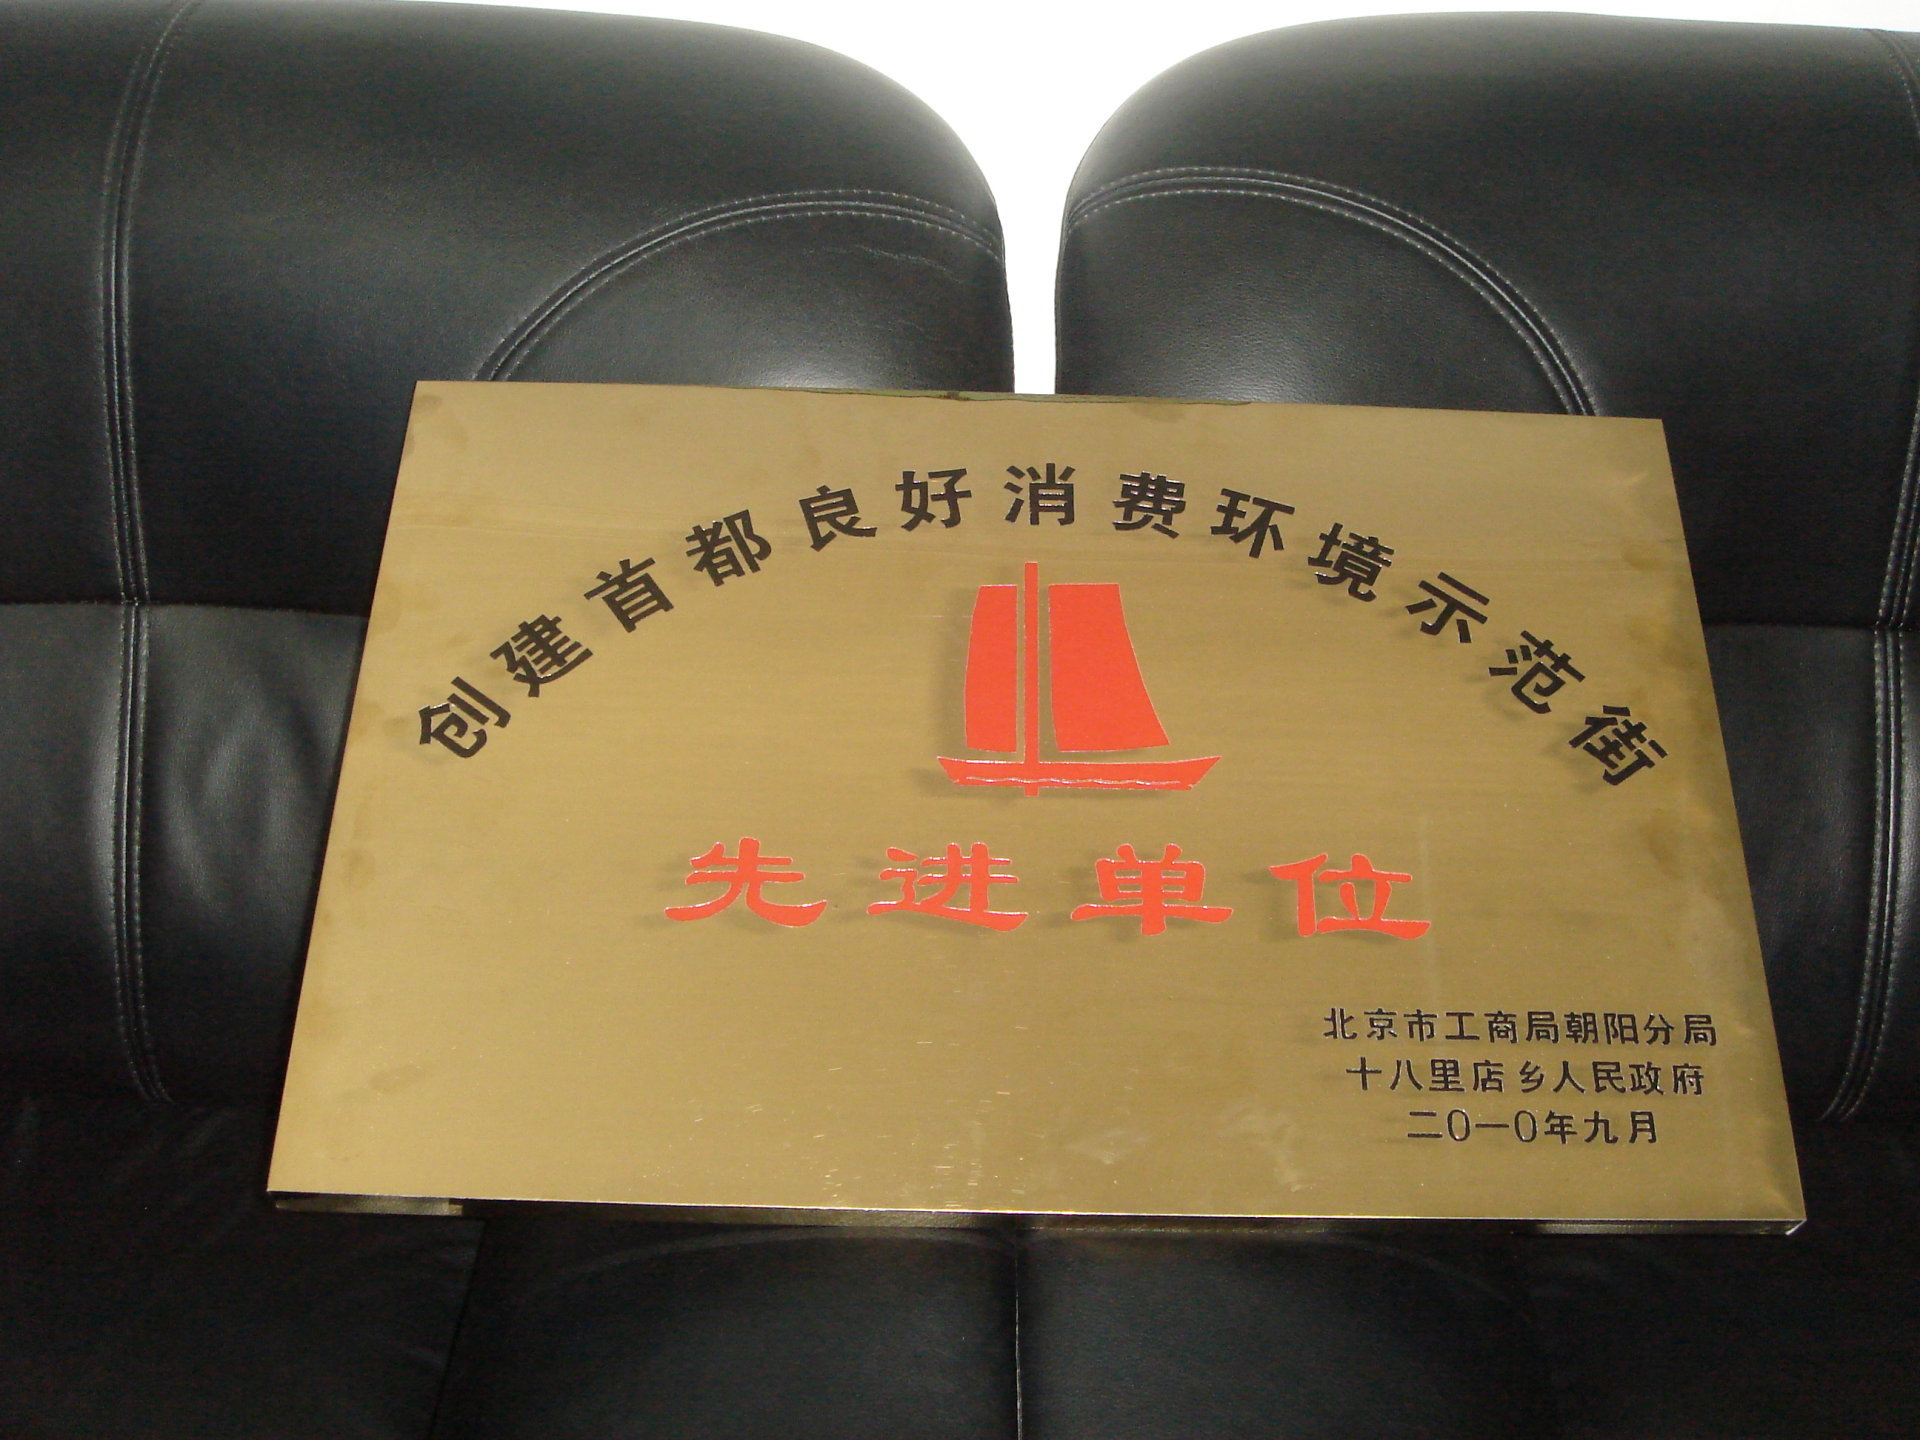 创建首都良好消费环境示范街
先进单位
北京市工商局朝阳分局
十八里店乡人民政府
二〇一〇年九月